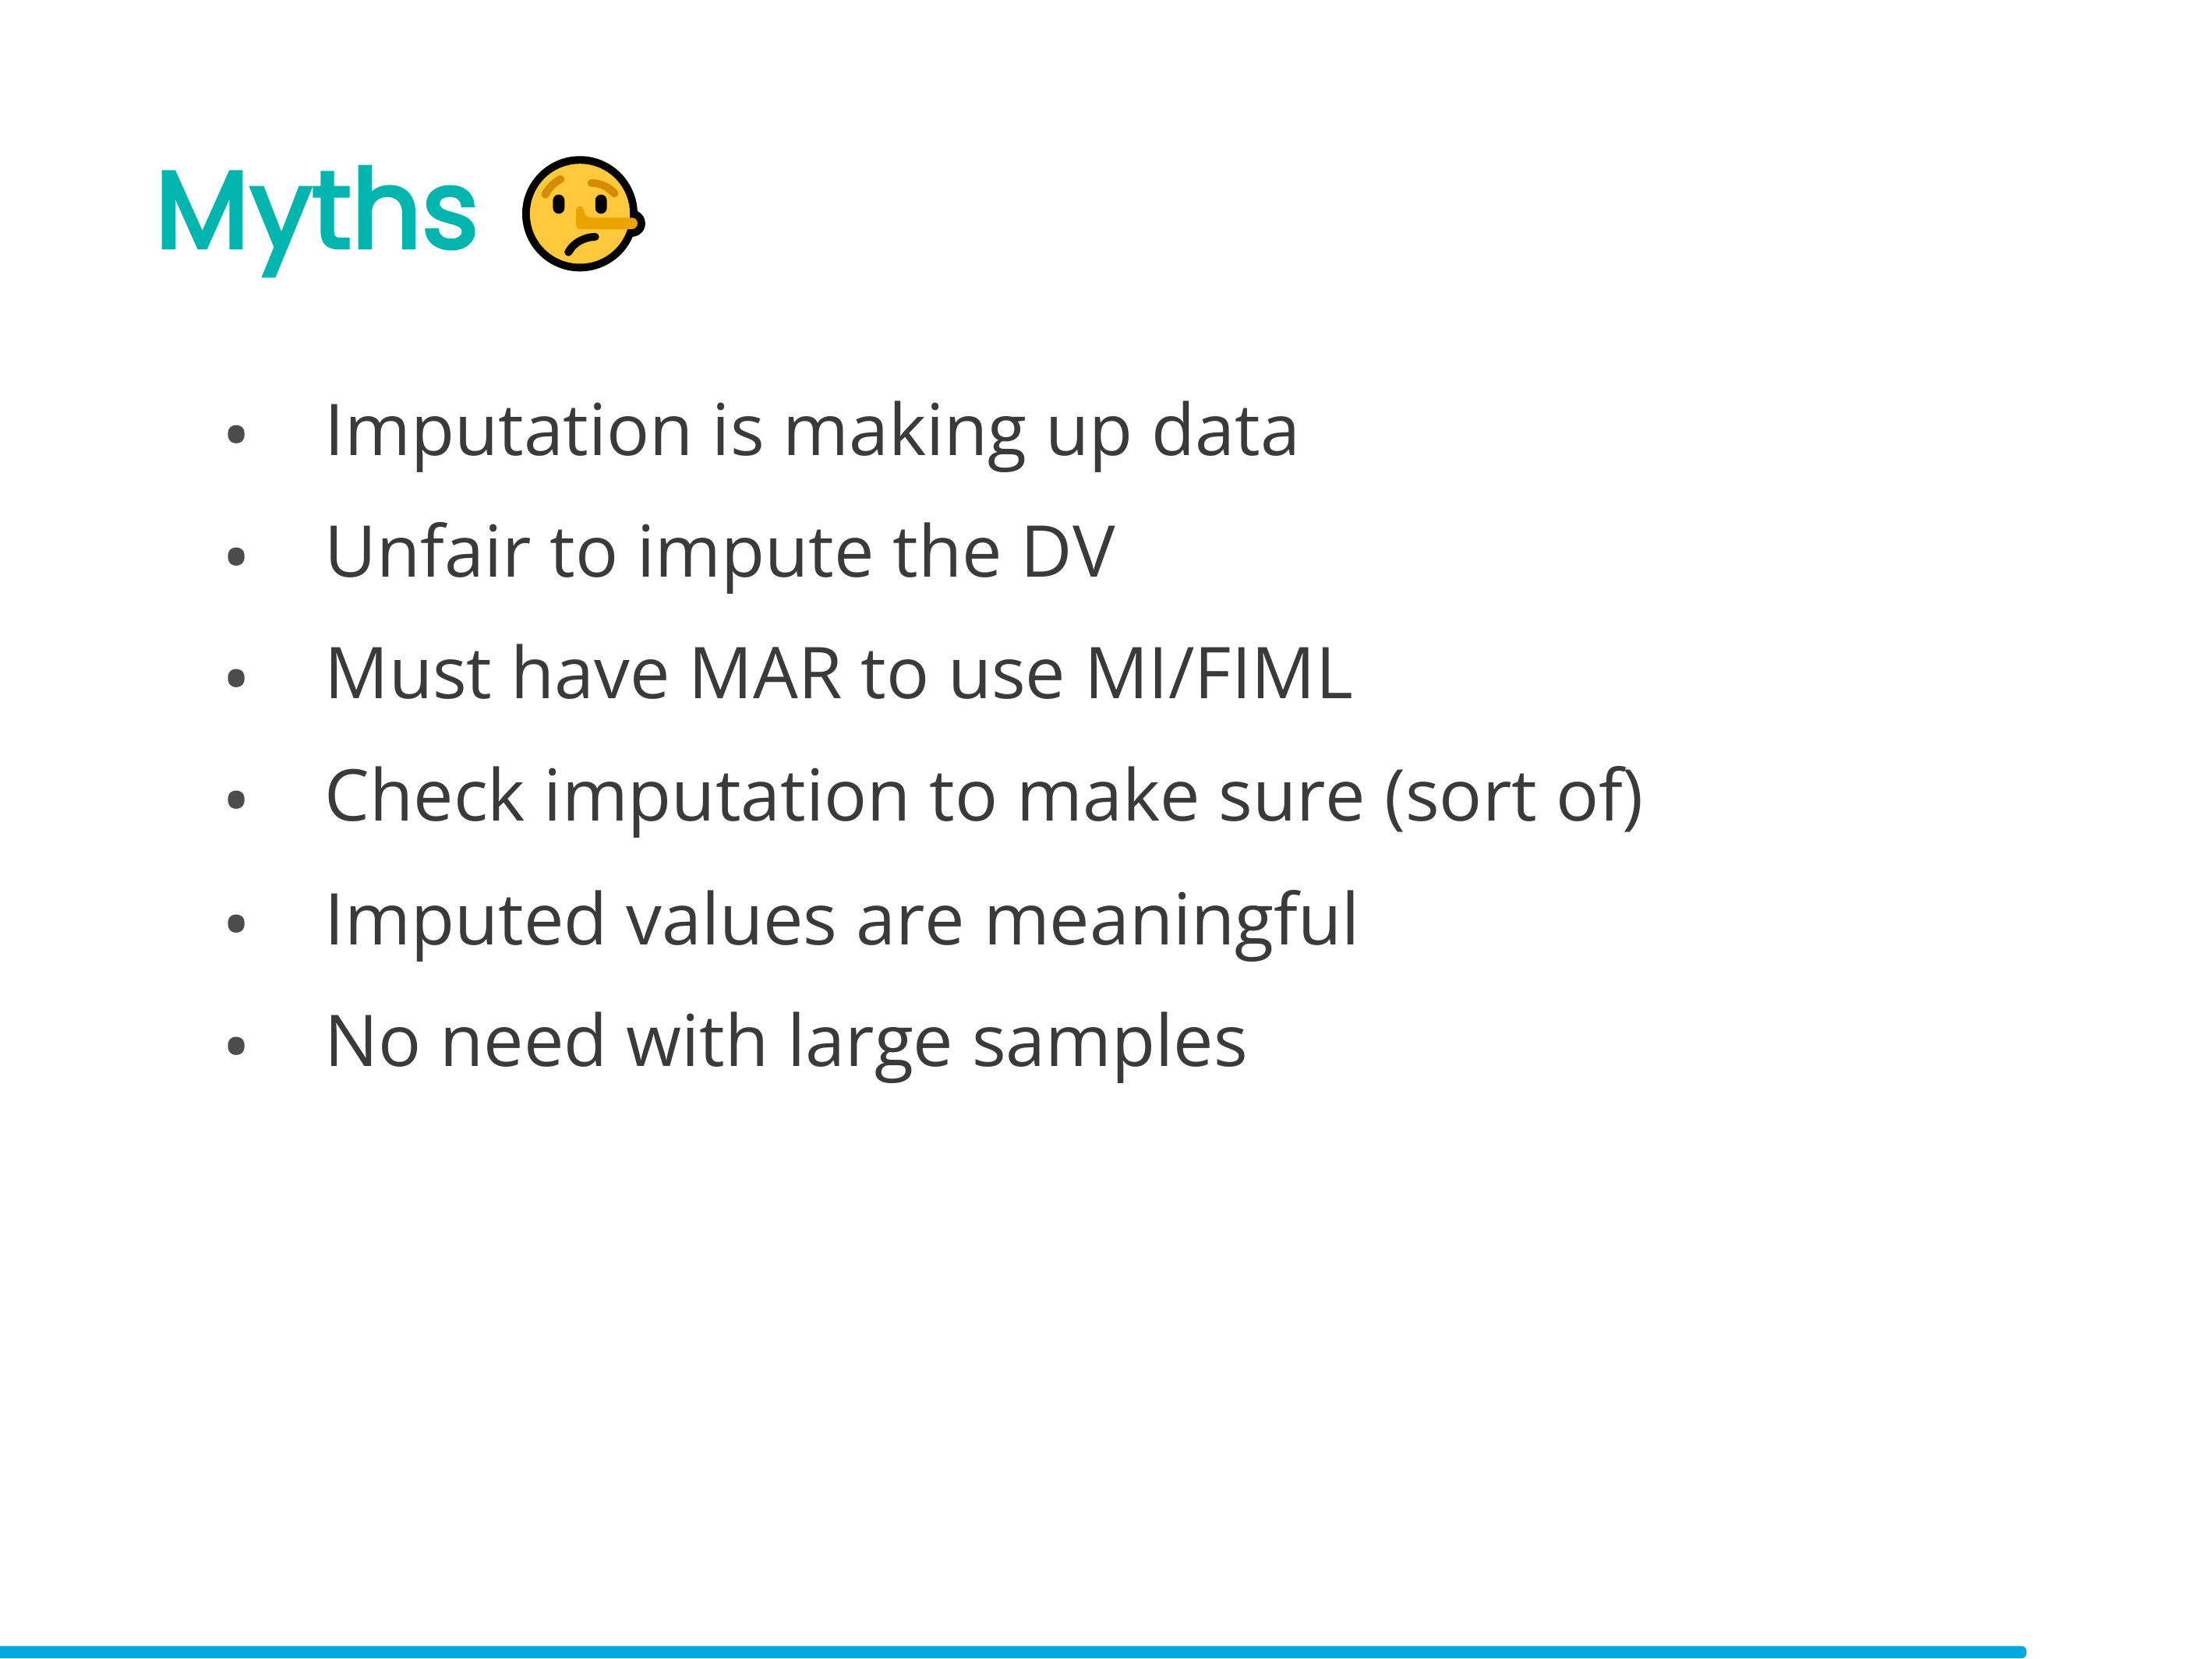 Myths
• Imputation is making up data
• Unfair to impute the DV
• Must have MAR to use MI/FIML
• Check imputation to make sure (sort of)
• Imputed values are meaningful
• No need with large samples